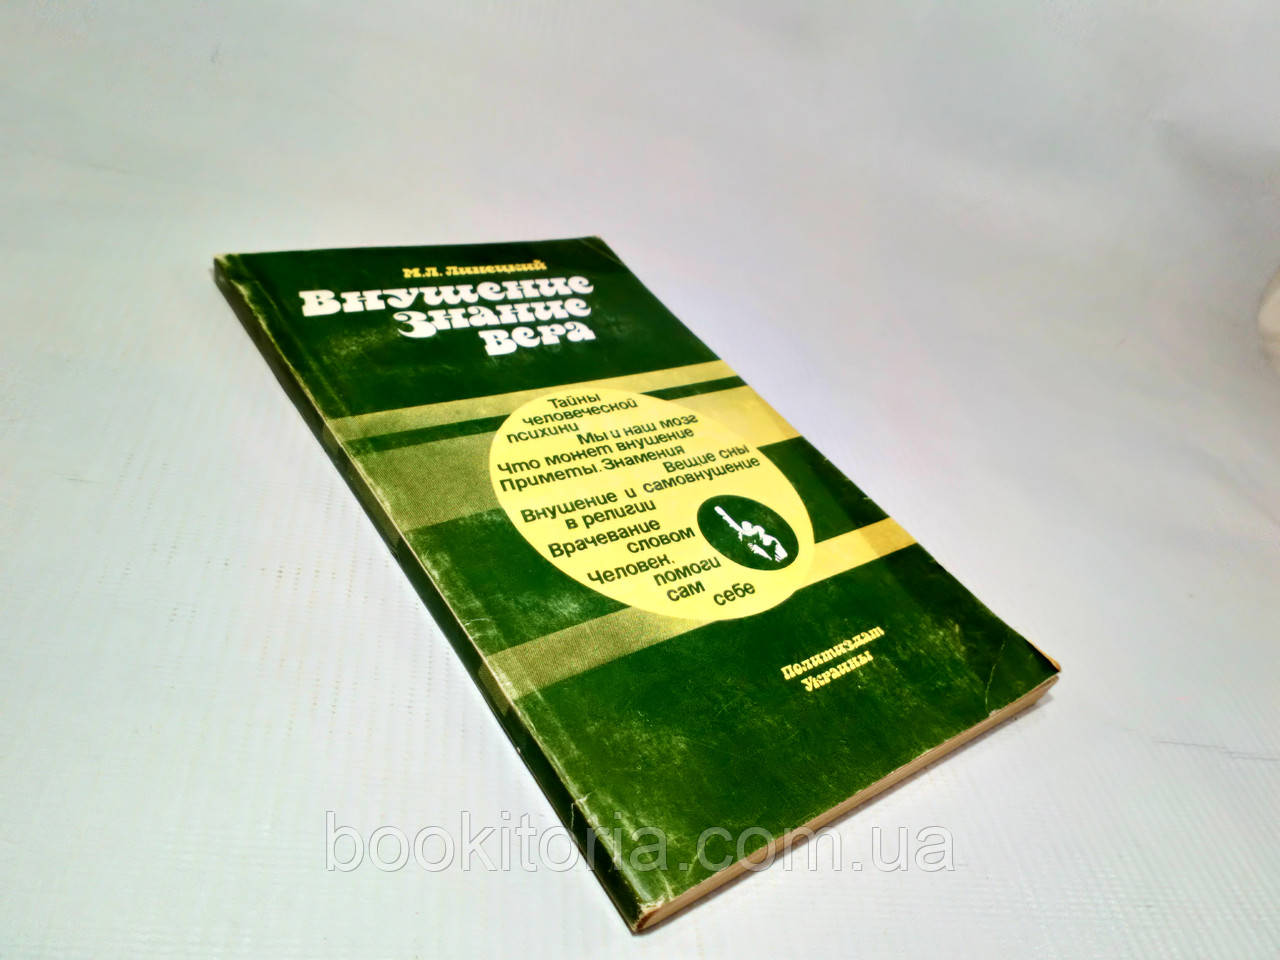 М.Л. Линецкий
Внушение
Знание
Вера
Тайны
человеческой
психики
Мы и наш мозг
Что может внушение
Приметы. Знамения
Вещие сны
Внушение и самовнушение
в религии
Врачевание
словом
Человек,
помоги
сам
себе
Политиздат
Украины
bookitoria.com.ua